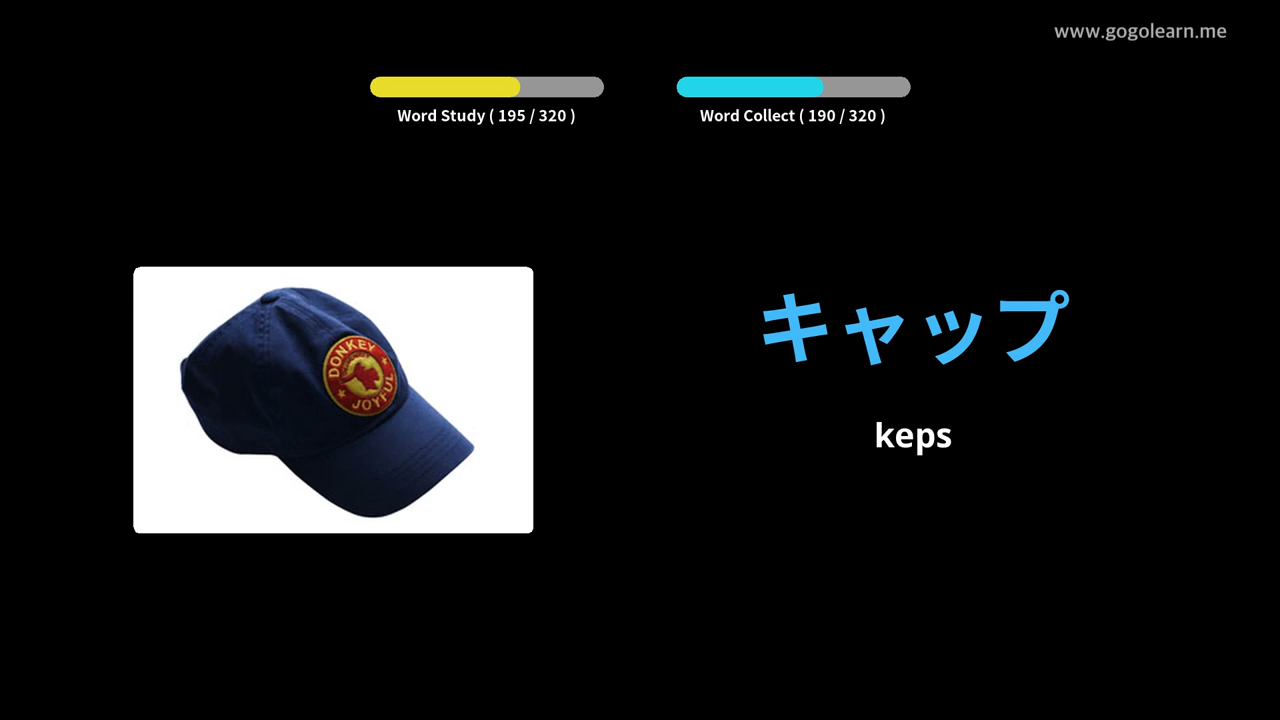 www.gogolearn.me
Word Study ( 195 / 320 )
Word Collect ( 190 / 320 )
DONKEY
JOYFUL
キャップ
keps